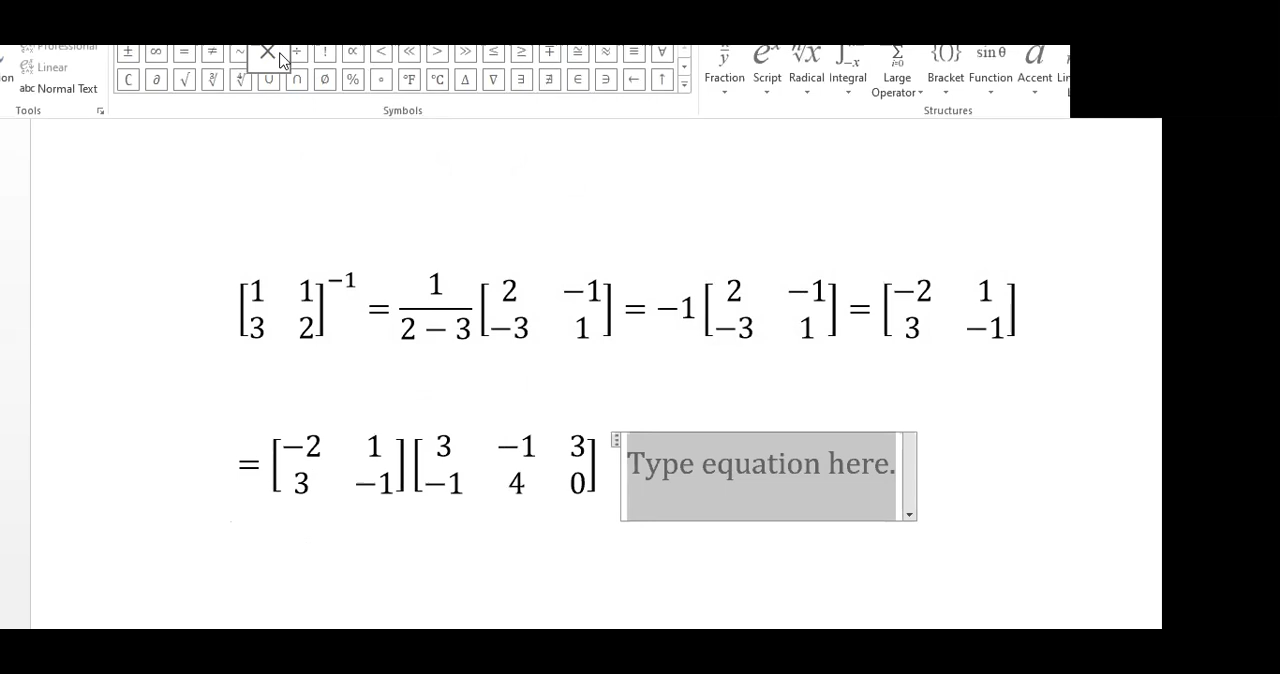 Professional
± ∞ = ≠ ~ × ÷ ! ∝ < ≪ > ≫ ≤ ≥ ∓ ≅ ≈ ≡ ∀
Linear
abc Normal Text
∁ ∂ √ ∛ ∜ ∪ ∩ ∅ % ° °F °C ∆ ∇ ∃ ∄ ∈ ∋ ← ↑
Fraction Script Radical Integral Large Operator Bracket Function Accent
Tools Symbols Structures
[1 1; 3 2]^−1 = 1/(2 − 3) [2 −1; −3 1] = −1 [2 −1; −3 1] = [−2 1; 3 −1]
= [−2 1; 3 −1] [3 −1 3; −1 4 0] Type equation here.